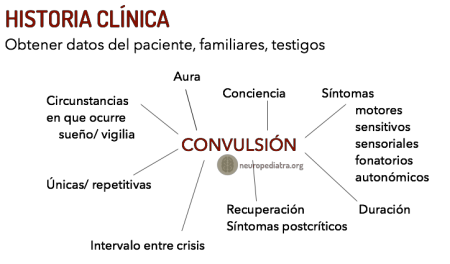 HISTORIA CLÍNICA
Obtener datos del paciente, familiares, testigos
Aura
Conciencia
Síntomas
motores
sensitivos
sensoriales
fonatorios
autonómicos
Circunstancias
en que ocurre
sueño/ vigilia
CONVULSIÓN
neuropediatra.org
Únicas/ repetitivas
Recuperación
Síntomas postcríticos
Duración
Intervalo entre crisis